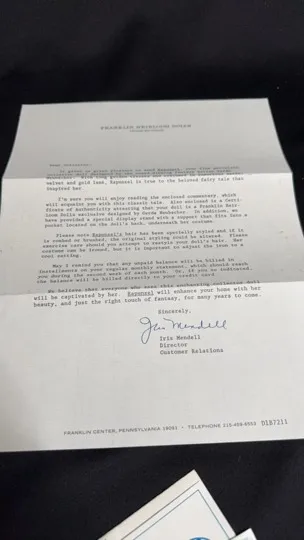 FRANKLIN HEIRLOOM DOLLS
Dear
It is a great pleasure to send Rapunzel.
velvet and gold lamé, Rapunzel is true to the beloved fairy tale that
inspired her.
I'm sure you will enjoy reading the enclosed commentary, which
will acquaint you with this classic tale. Also enclosed is a Certi-
ficate of Authenticity attesting that your doll is a Franklin Heir-
loom Dolls exclusive designed by Gerda Neubacher. In addition, we
have provided a special display stand with a support that fits into a
pocket located on the doll's back, underneath her costume.
Please note Rapunzel's hair has been specially styled and if it
is combed or brushed, the original styling could be altered. Please
exercise care should you attempt to restyle your doll's hair. Her
costume can be ironed, but it is important to adjust the iron to a
cool setting.
May I remind you that any unpaid balance will be billed in
installments on your regular monthly statement, which should reach
you during the second week of each month. Or, if you so indicated,
the balance will be billed directly to your credit card.
We believe that everyone who sees this enchanting collector doll
will be captivated by her. Rapunzel will enhance your home with her
beauty, and just the right touch of fantasy, for many years to come.
Sincerely,
Iris Mendell
Iris Mendell
Director
Customer Relations
FRANKLIN CENTER, PENNSYLVANIA 19091 • TELEPHONE 215-459-6553 D1B7211